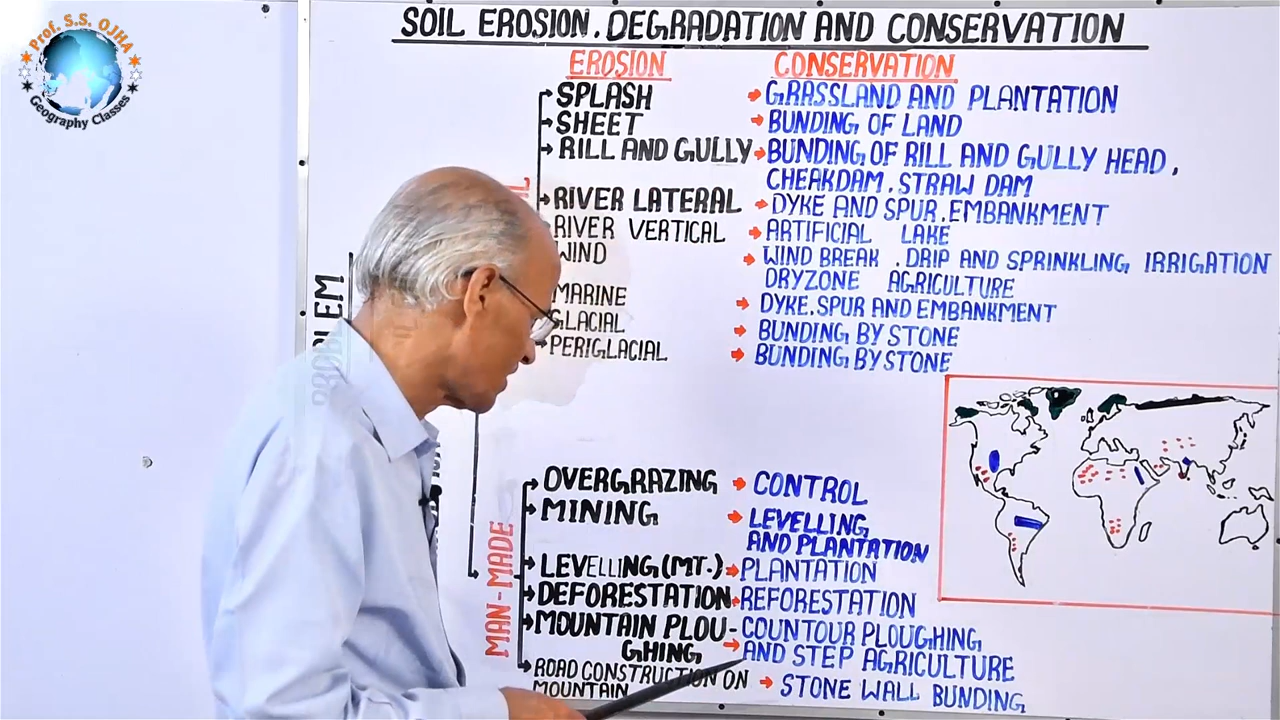 Prof. S.S. OJHA
Geography Classes
SOIL EROSION. DEGRADATION AND CONSERVATION
EROSION
CONSERVATION
SPLASH
GRASSLAND AND PLANTATION
SHEET
BUNDING OF LAND
RILL AND GULLY
BUNDING OF RILL AND GULLY HEAD.
CHEAKDAM. STRAW DAM
RIVER LATERAL
DYKE AND SPUR. EMBANKMENT
RIVER VERTICAL
ARTIFICIAL LAKE
WIND
WIND BREAK . DRIP AND SPRINKLING IRRIGATION
DRYZONE AGRICULTURE
MARINE
DYKE. SPUR AND EMBANKMENT
GLACIAL
BUNDING BY STONE
PERIGLACIAL
BUNDING BY STONE
MAN-MADE
OVERGRAZING
CONTROL
MINING
LEVELLING
AND PLANTATION
LEVELLING (MT.)
PLANTATION
DEFORESTATION
REFORESTATION
MOUNTAIN PLOU-
GHING
COUNTOUR PLOUGHING
AND STEP AGRICULTURE
ROAD CONSTRUCTION ON
MOUNTAIN
STONE WALL BUNDING